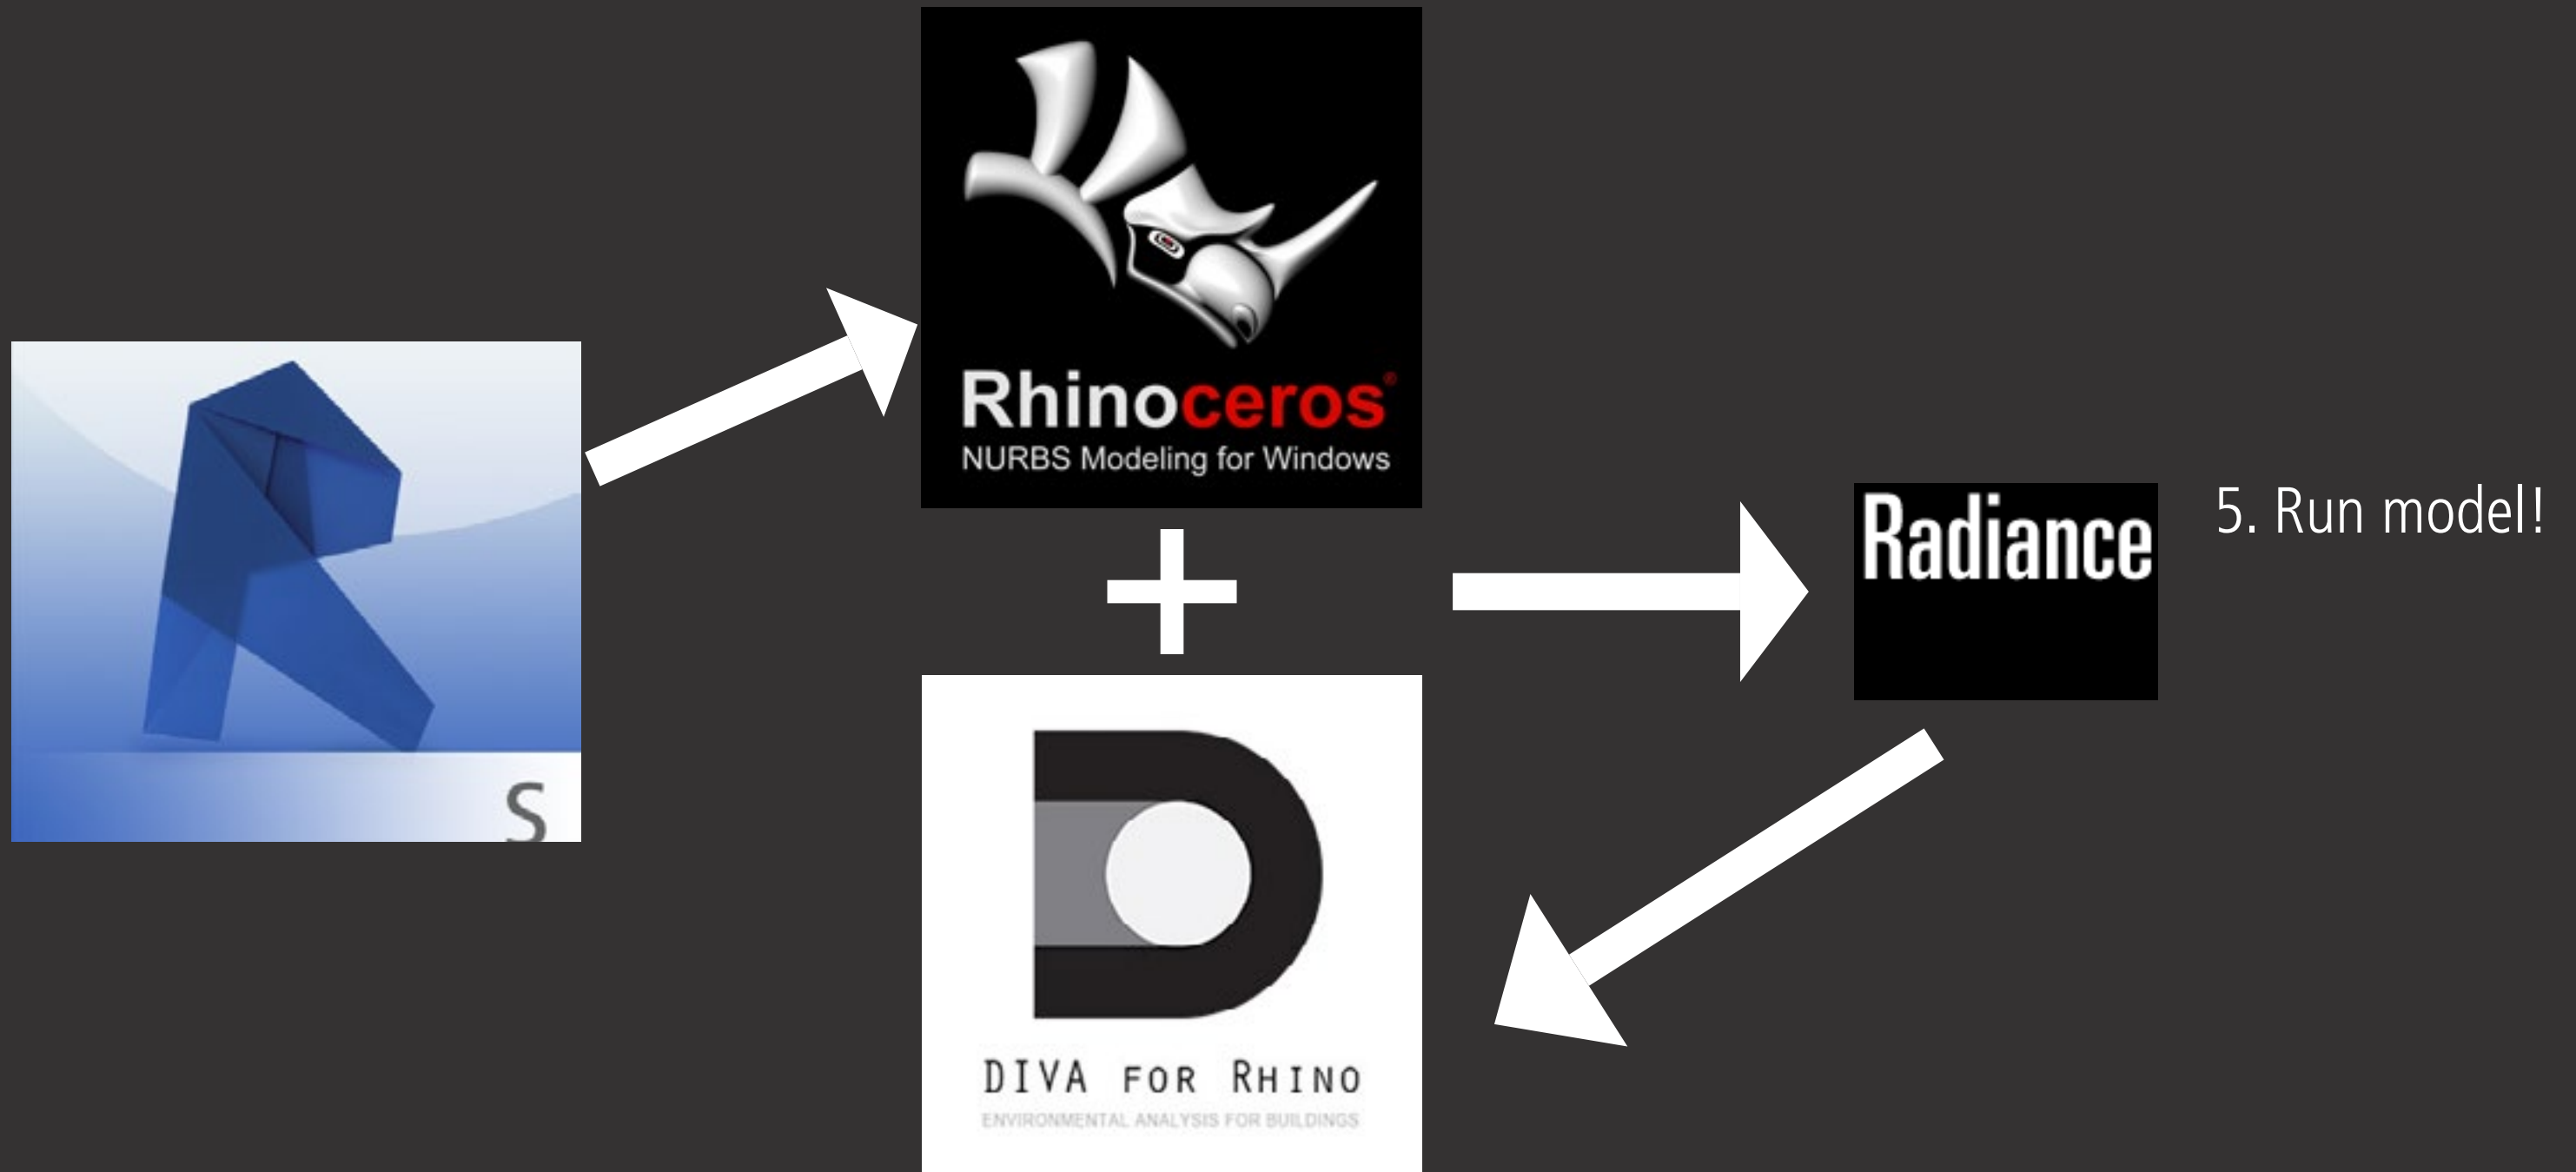 Rhinoceros®
NURBS Modeling for Windows
S
Radiance
5. Run model!
DIVA FOR RHINO
ENVIRONMENTAL ANALYSIS FOR BUILDINGS